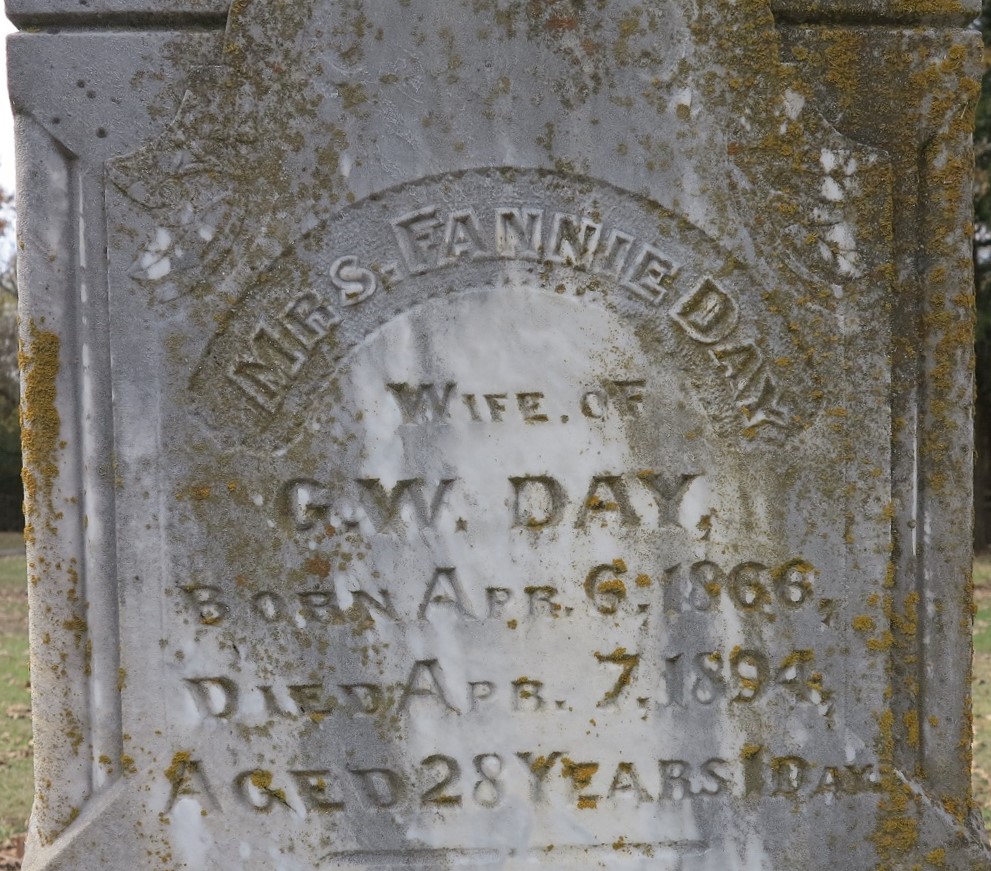 MRS. FANNIE DAY
WIFE. OF
G.W. DAY,
BORN APR. 6, 1866,
DIED APR. 7, 1894,
AGED 28 YEARS 1 DAY